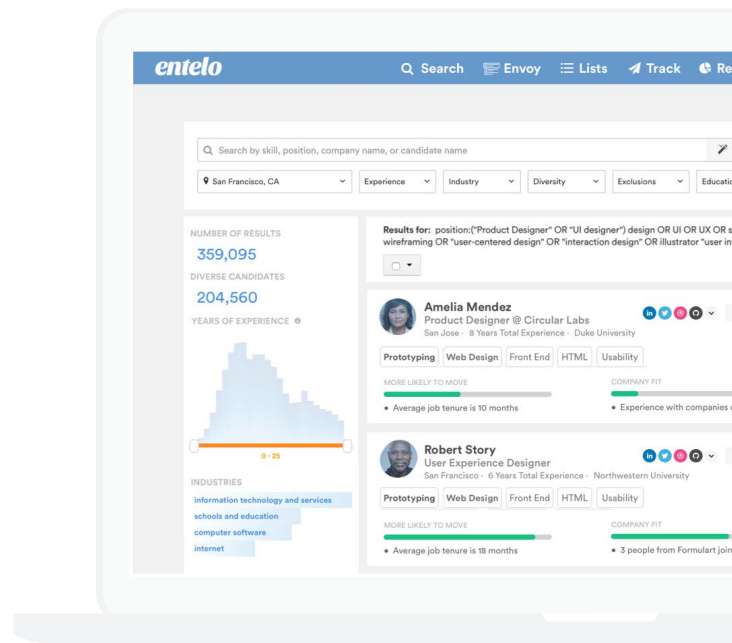 entelo
Search Envoy Lists Track Re
Search by skill, position, company name, or candidate name
San Francisco, CA Experience Industry Diversity Exclusions Educatio
NUMBER OF RESULTS
359,095
DIVERSE CANDIDATES
204,560
YEARS OF EXPERIENCE
0 - 25
INDUSTRIES
information technology and services
schools and education
computer software
internet
Results for: position:("Product Designer" OR "UI designer") design OR UI OR UX OR s
wireframing OR "user-centered design" OR "interaction design" OR illustrator "user in
Amelia Mendez
Product Designer @ Circular Labs
San Jose · 8 Years Total Experience · Duke University
Prototyping Web Design Front End HTML Usability
MORE LIKELY TO MOVE COMPANY FIT
• Average job tenure is 10 months • Experience with companies
Robert Story
User Experience Designer
San Francisco · 6 Years Total Experience · Northwestern University
Prototyping Web Design Front End HTML Usability
MORE LIKELY TO MOVE COMPANY FIT
• Average job tenure is 18 months • 3 people from Formulart join